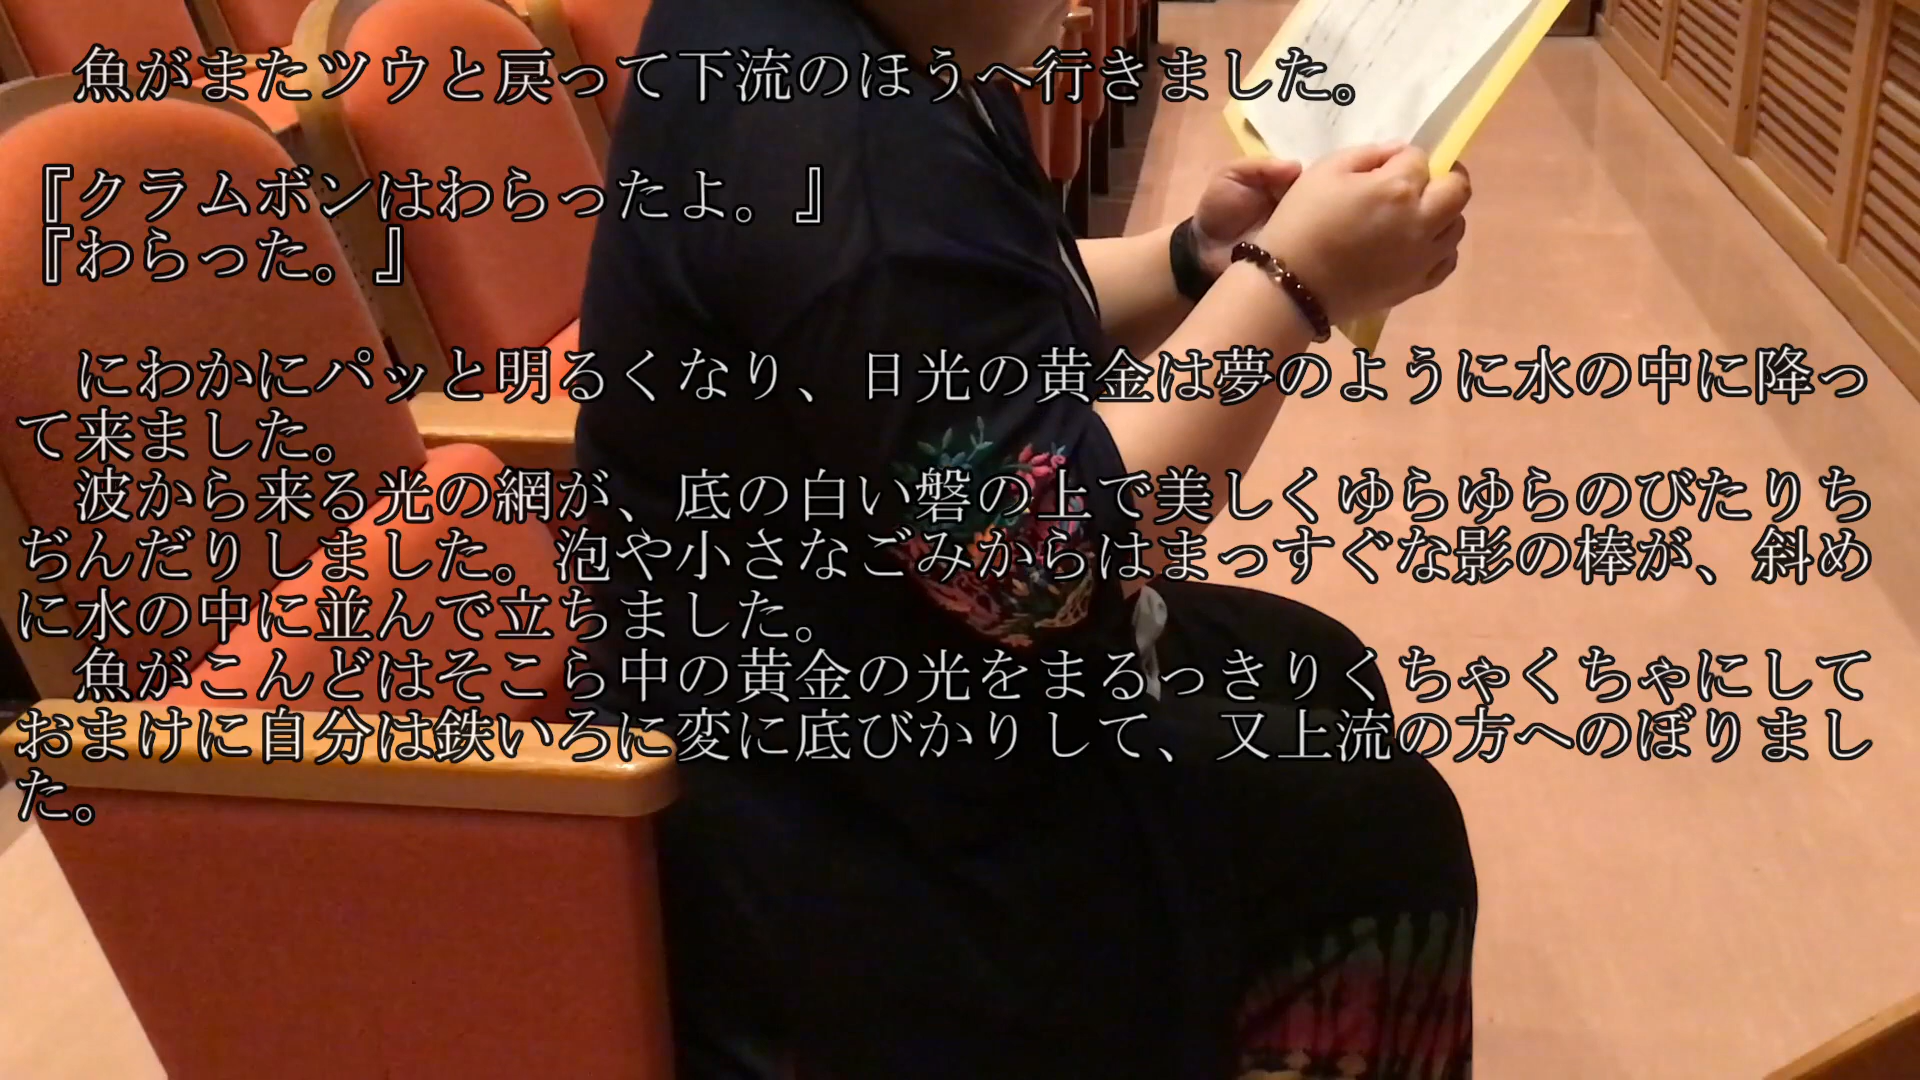 魚がまたツウと戻って下流のほうへ行きました。
『クラムボンはわらったよ。』
『わらった。』
　にわかにパッと明るくなり、日光の黄金は夢のように水の中に降っ
て来ました。
　波から来る光の網が、底の白い磐の上で美しくゆらゆらのびたりち
ぢんだりしました。泡や小さなごみからはまっすぐな影の棒が、斜め
に水の中に並んで立ちました。
　魚がこんどはそこら中の黄金の光をまるっきりくちゃくちゃにして
おまけに自分は鉄いろに変に底びかりして、又上流の方へのぼりまし
た。